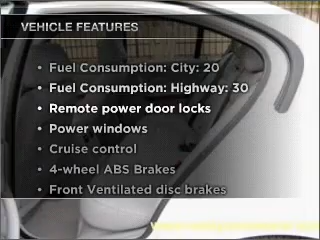 VEHICLE FEATURES
• Fuel Consumption: City: 20
• Fuel Consumption: Highway: 30
• Remote power door locks
• Power windows
• Cruise control
• 4-wheel ABS Brakes
• Front Ventilated disc brakes